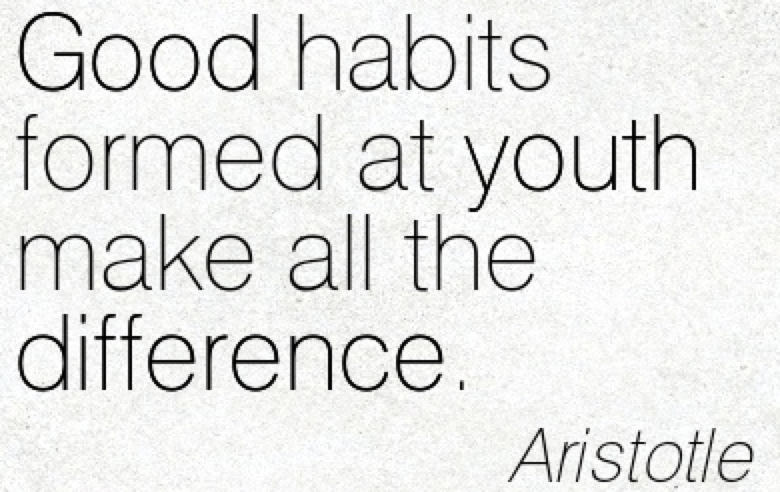 Good habits
formed at youth
make all the
difference.
Aristotle